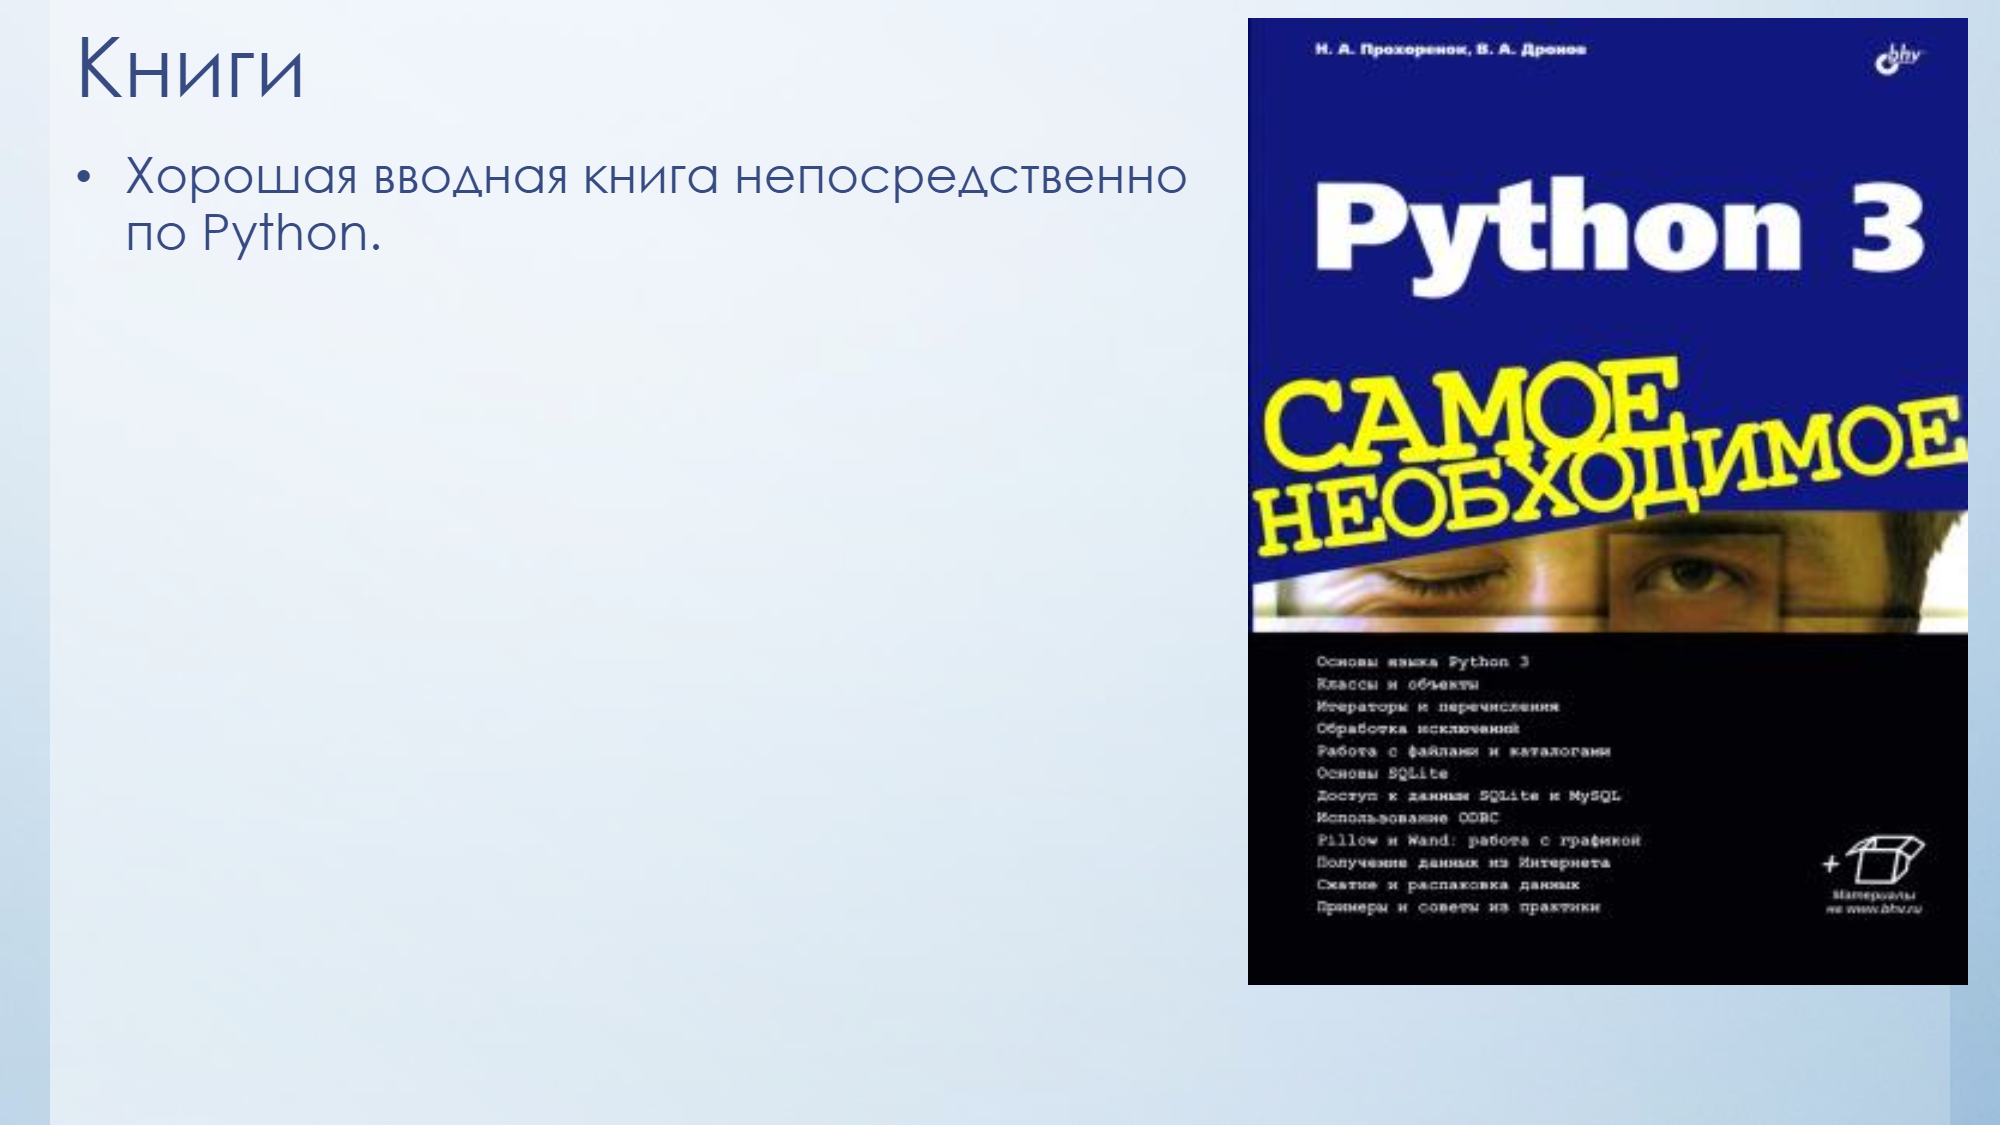 Книги
• Хорошая вводная книга непосредственно
по Python.
Н. А. Прохоренок, В. А. Дронов
bhv
Python 3
САМОЕ
НЕОБХОДИМОЕ
Основы языка Python 3
Классы и объекты
Итераторы и перечисления
Обработка исключений
Работа с файлами и каталогами
Основы SQLite
Доступ к данным SQLite и MySQL
Использование ODBC
Pillow и Wand: работа с графикой
Получение данных из Интернета
Сжатие и распаковка данных
Примеры и советы из практики
+
Материалы
на www.bhv.ru